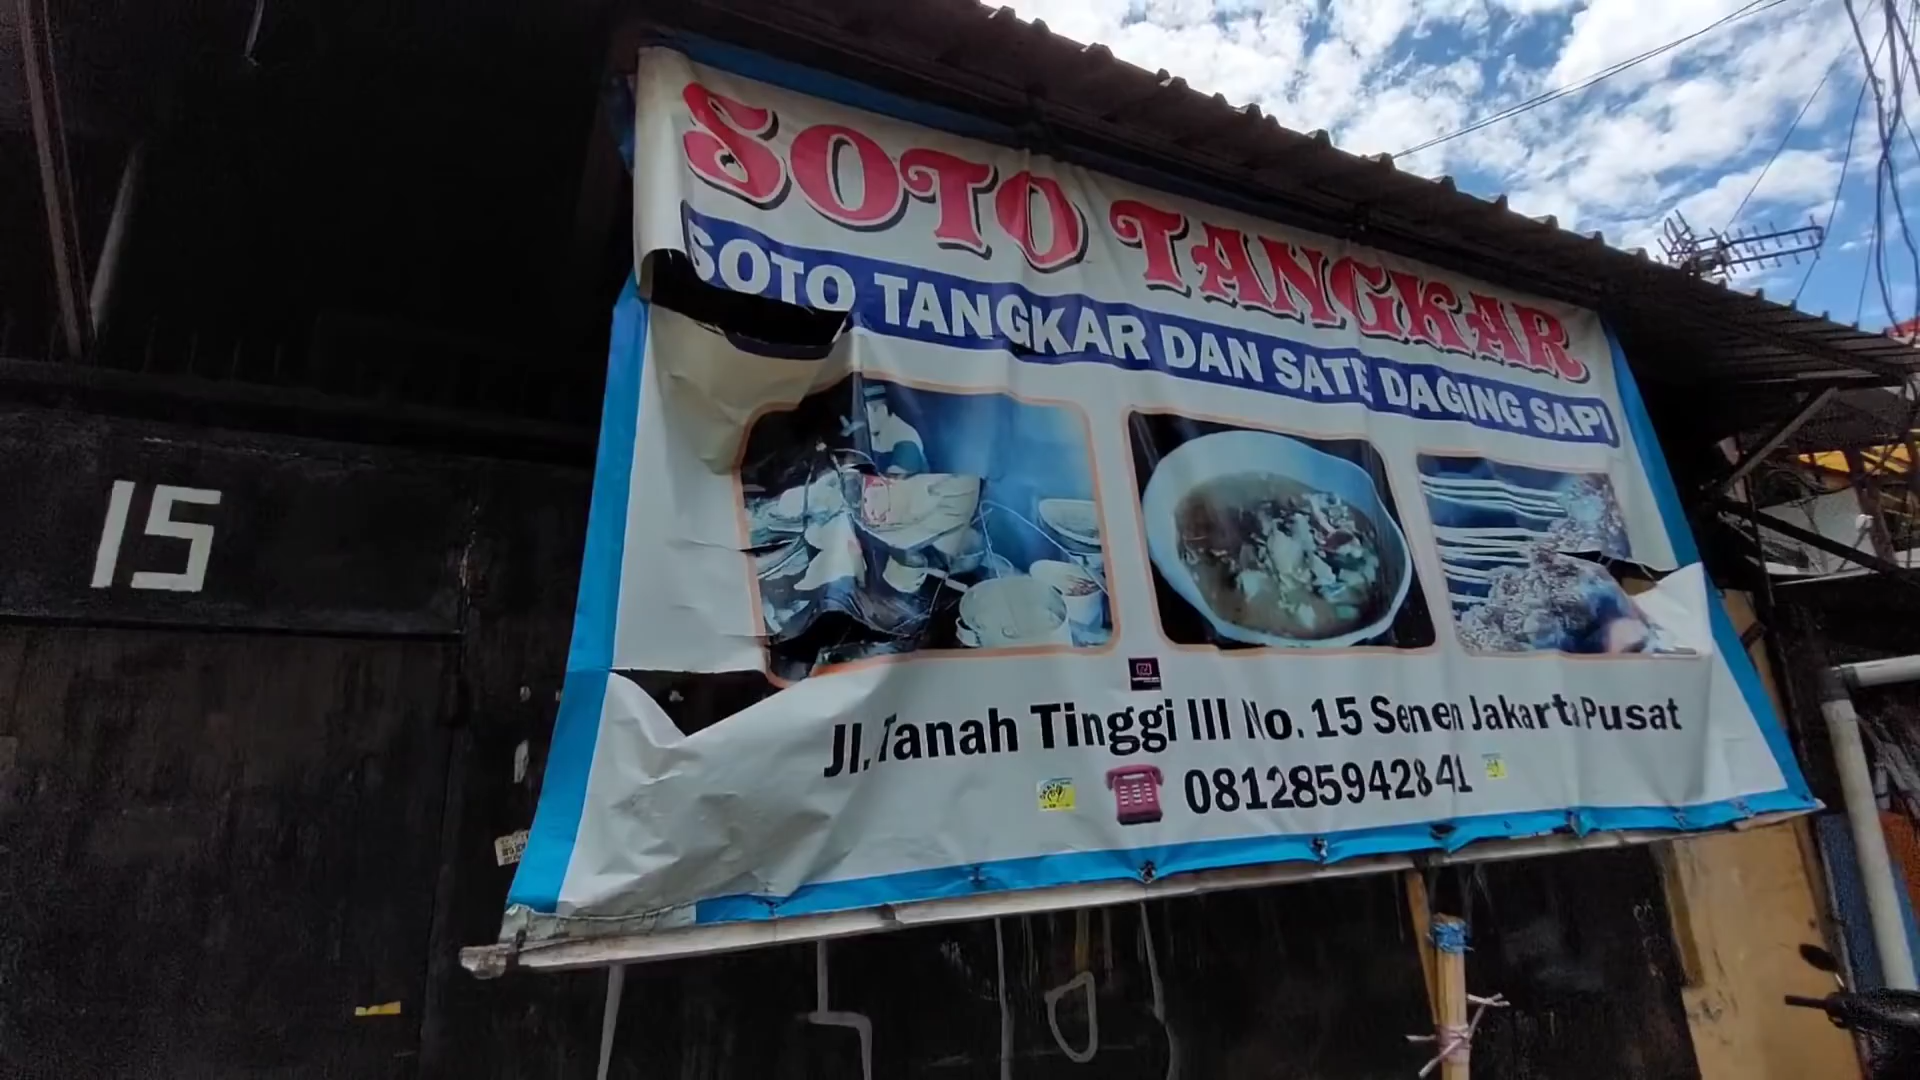 SOTO TANGKAR
SOTO TANGKAR DAN SATE DAGING SAPI
15
Jl. Tanah Tinggi III No. 15 Senen Jakarta Pusat
081285942841